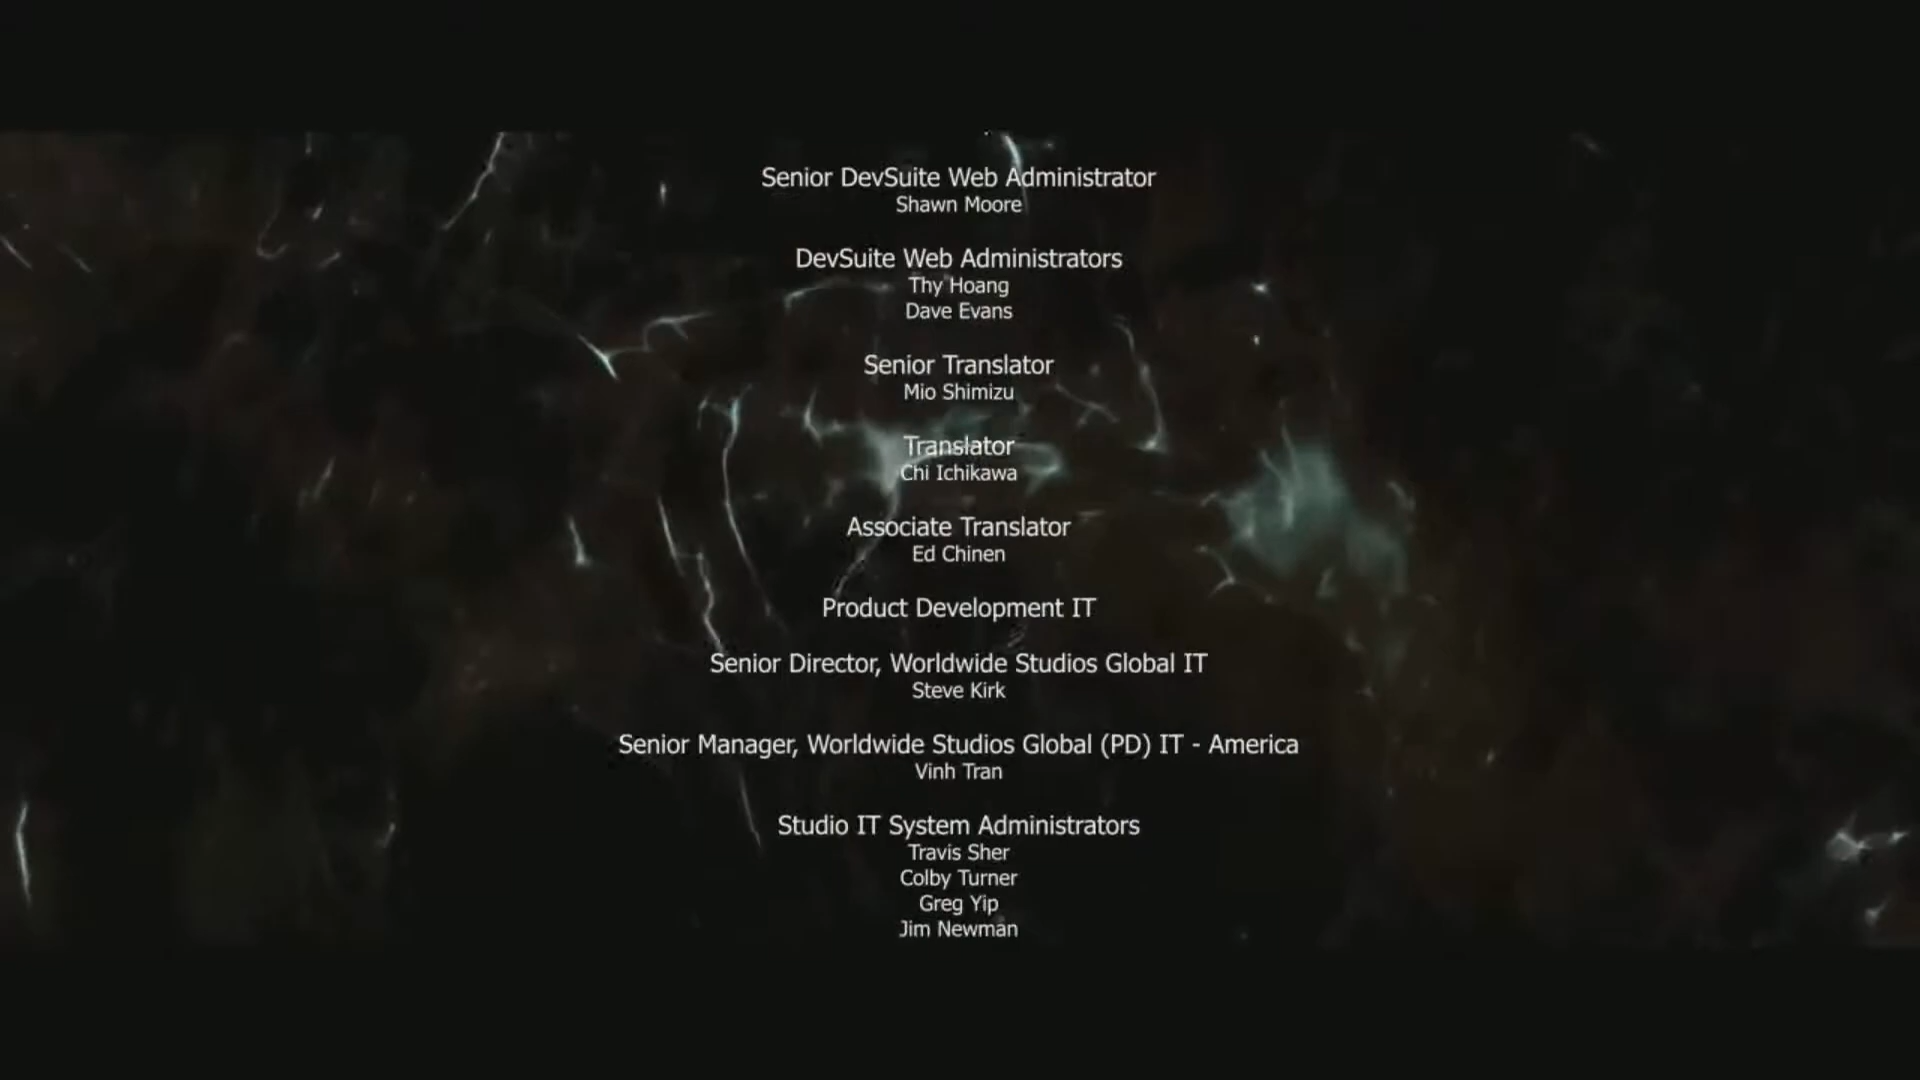 Senior DevSuite Web Administrator
Shawn Moore
DevSuite Web Administrators
Thy Hoang
Dave Evans
Senior Translator
Mio Shimizu
Translator
Chi Ichikawa
Associate Translator
Ed Chinen
Product Development IT
Senior Director, Worldwide Studios Global IT
Steve Kirk
Senior Manager, Worldwide Studios Global (PD) IT - America
Vinh Tran
Studio IT System Administrators
Travis Sher
Colby Turner
Greg Yip
Jim Newman